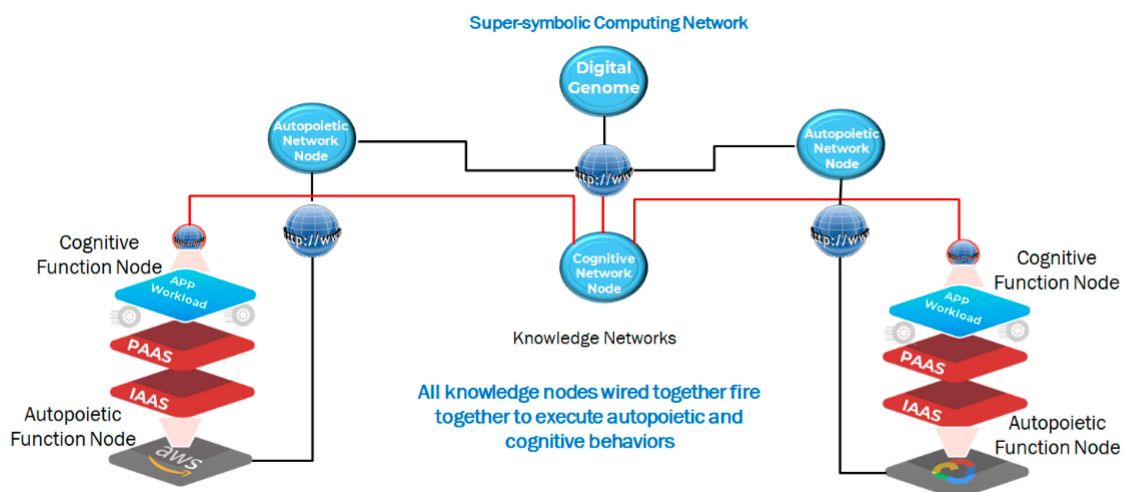 Super-symbolic Computing Network
Digital
Genome
Autopoietic
Network
Node
Autopoietic
Network
Node
http://ww
ttp://ww
ttp://ww
Cognitive
Function Node
Cognitive
Network
Node
Cognitive
Function Node
APP
Workload
APP
Workload
Knowledge Networks
PAAS
PAAS
IAAS
IAAS
All knowledge nodes wired together fire
together to execute autopoietic and
cognitive behaviors
Autopoietic
Function Node
Autopoietic
Function Node
aws